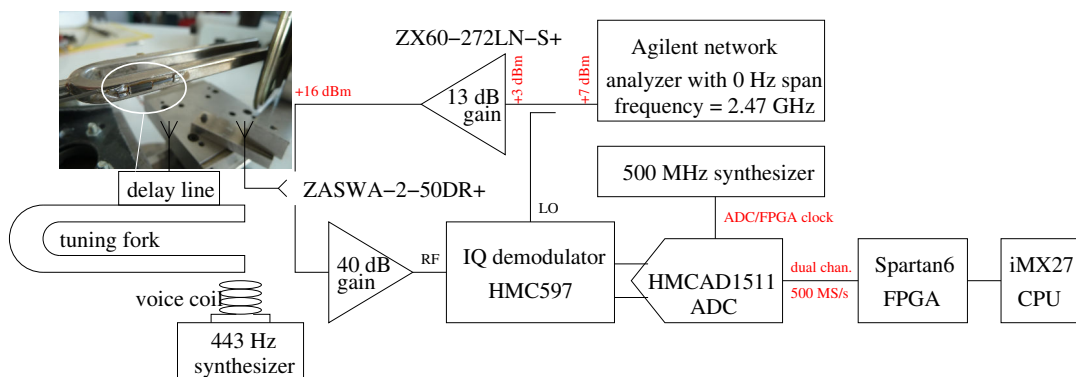 ZX60-272LN-S+
+16 dBm
13 dB
gain
+3 dBm
+7 dBm
Agilent network
analyzer with 0 Hz span
frequency = 2.47 GHz
500 MHz synthesizer
delay line
ZASWA-2-50DR+
LO
ADC/FPGA clock
tuning fork
40 dB
gain
RF
IQ demodulator
HMC597
HMCAD1511
ADC
dual chan.
500 MS/s
Spartan6
FPGA
iMX27
CPU
voice coil
443 Hz
synthesizer